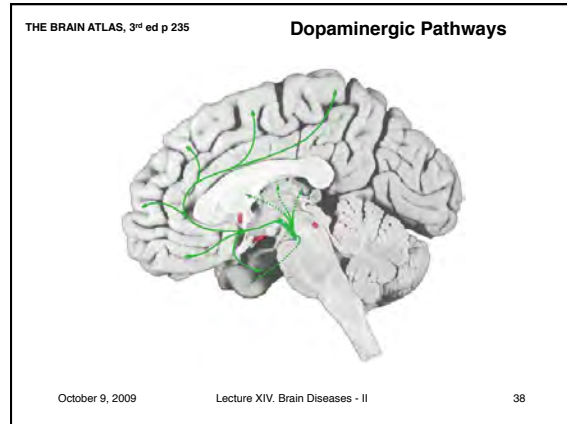 THE BRAIN ATLAS, 3rd ed p 235
Dopaminergic Pathways
October 9, 2009
Lecture XIV. Brain Diseases - II
38